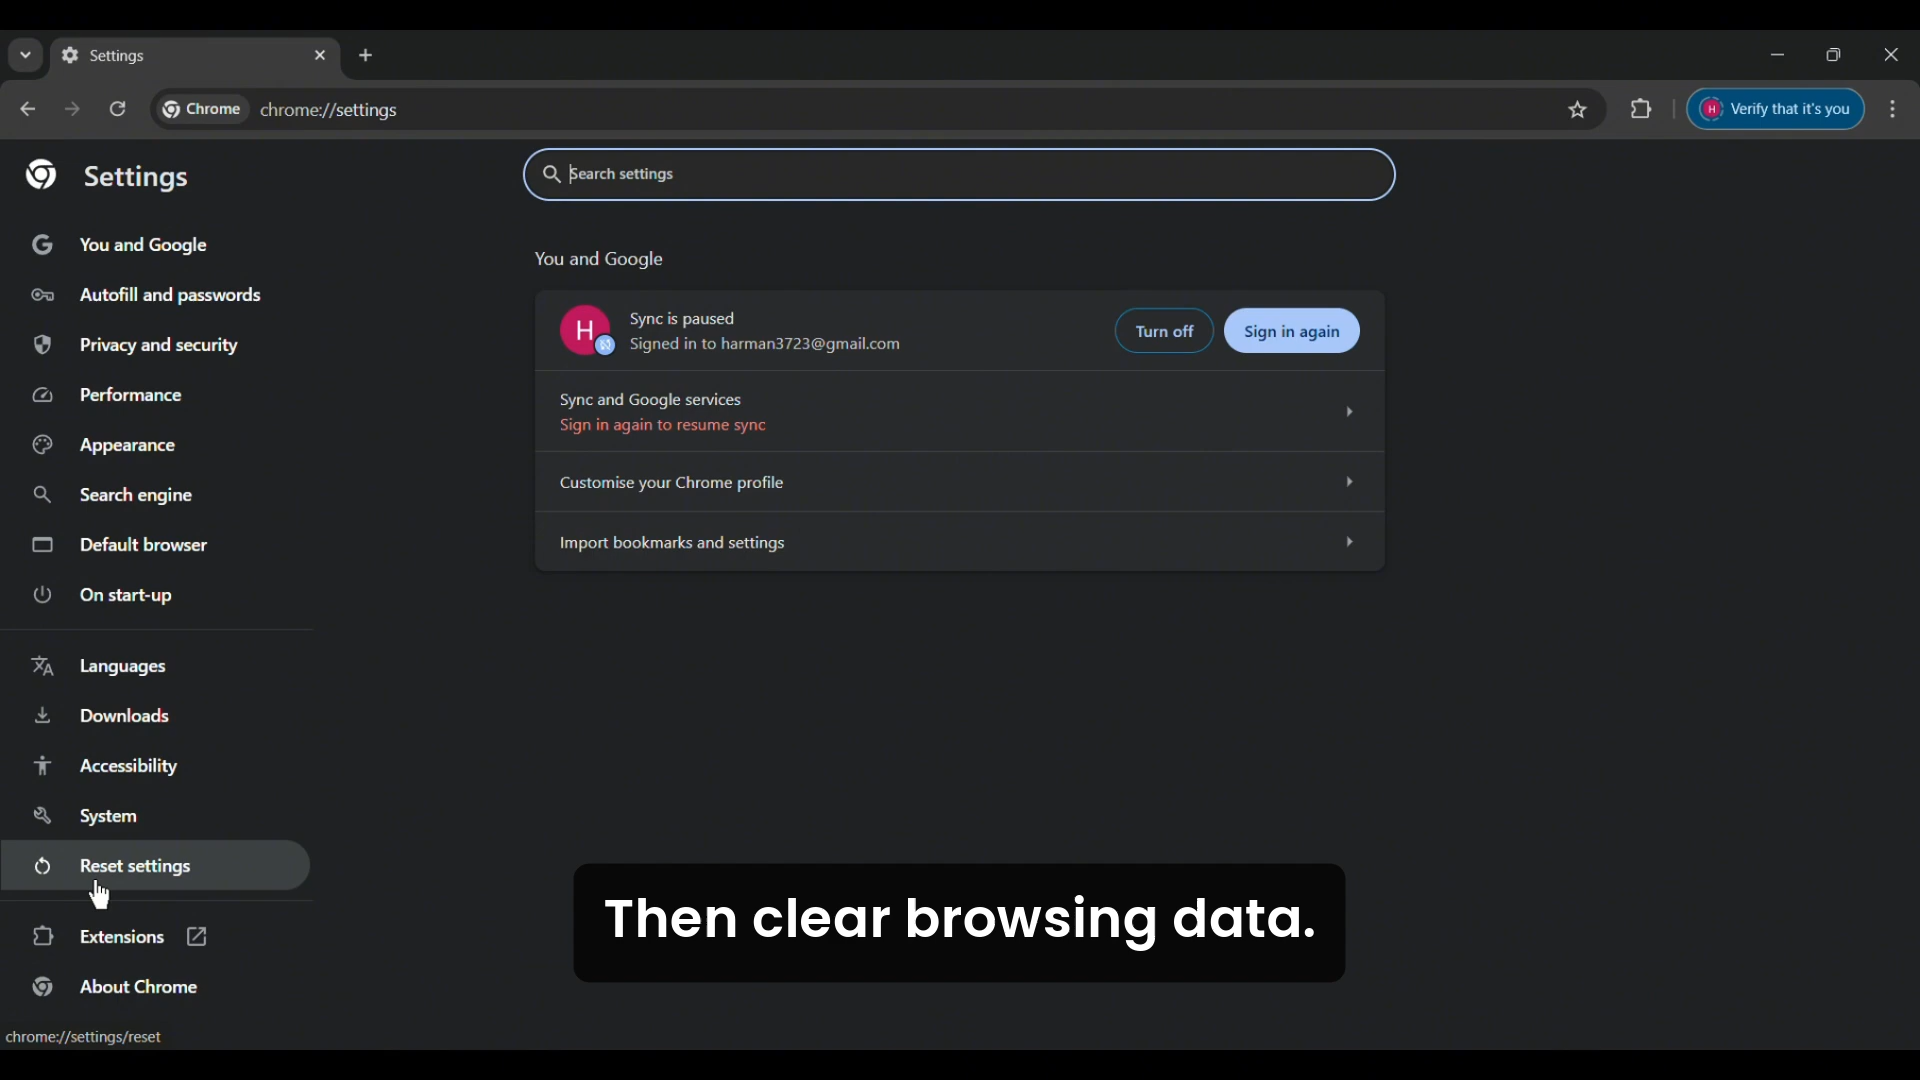 Settings
Chrome
chrome://settings
H
Verify that it's you
Settings
Search settings
You and Google
Autofill and passwords
Privacy and security
Performance
Appearance
Search engine
Default browser
On start-up
Languages
Downloads
Accessibility
System
Reset settings
Extensions
About Chrome
You and Google
H
Sync is paused
Signed in to harman3723@gmail.com
Turn off
Sign in again
Sync and Google services
Sign in again to resume sync
Customise your Chrome profile
Import bookmarks and settings
Then clear browsing data.
chrome://settings/reset